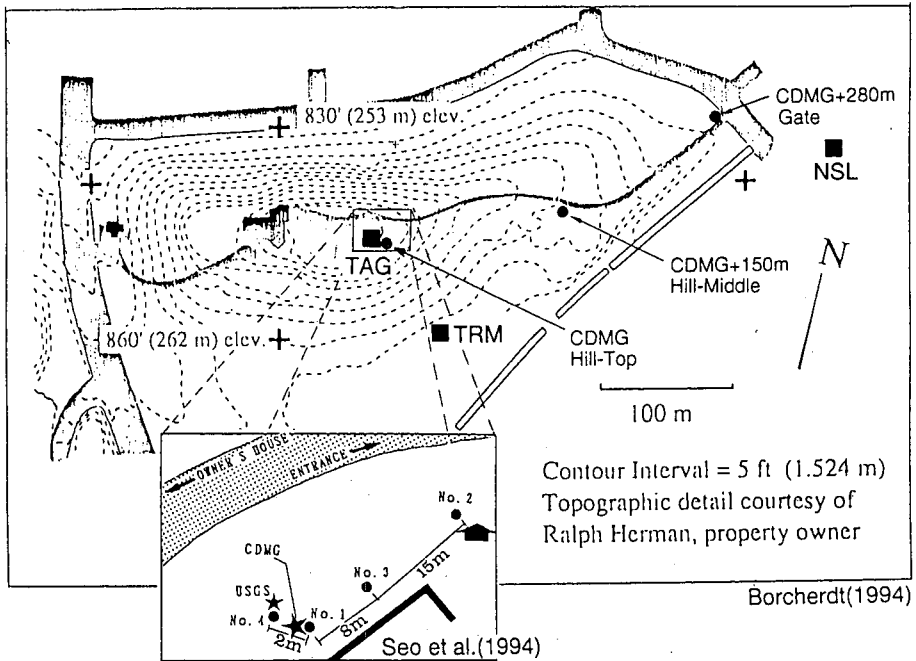 830' (253 m) elev.
CDMG+280m
Gate
NSL
TAG
CDMG+150m
Hill-Middle
N
860' (262 m) elev.
TRM
CDMG
Hill-Top
100 m
OWNER'S HOUSE
ENTRANCE
Contour Interval = 5 ft (1.524 m)
Topographic detail courtesy of
Ralph Herman, property owner
No. 2
CDMG
No. 3
15m
USGS
No. 4
No. 1
8m
2m
Seo et al.(1994)
Borcherdt(1994)